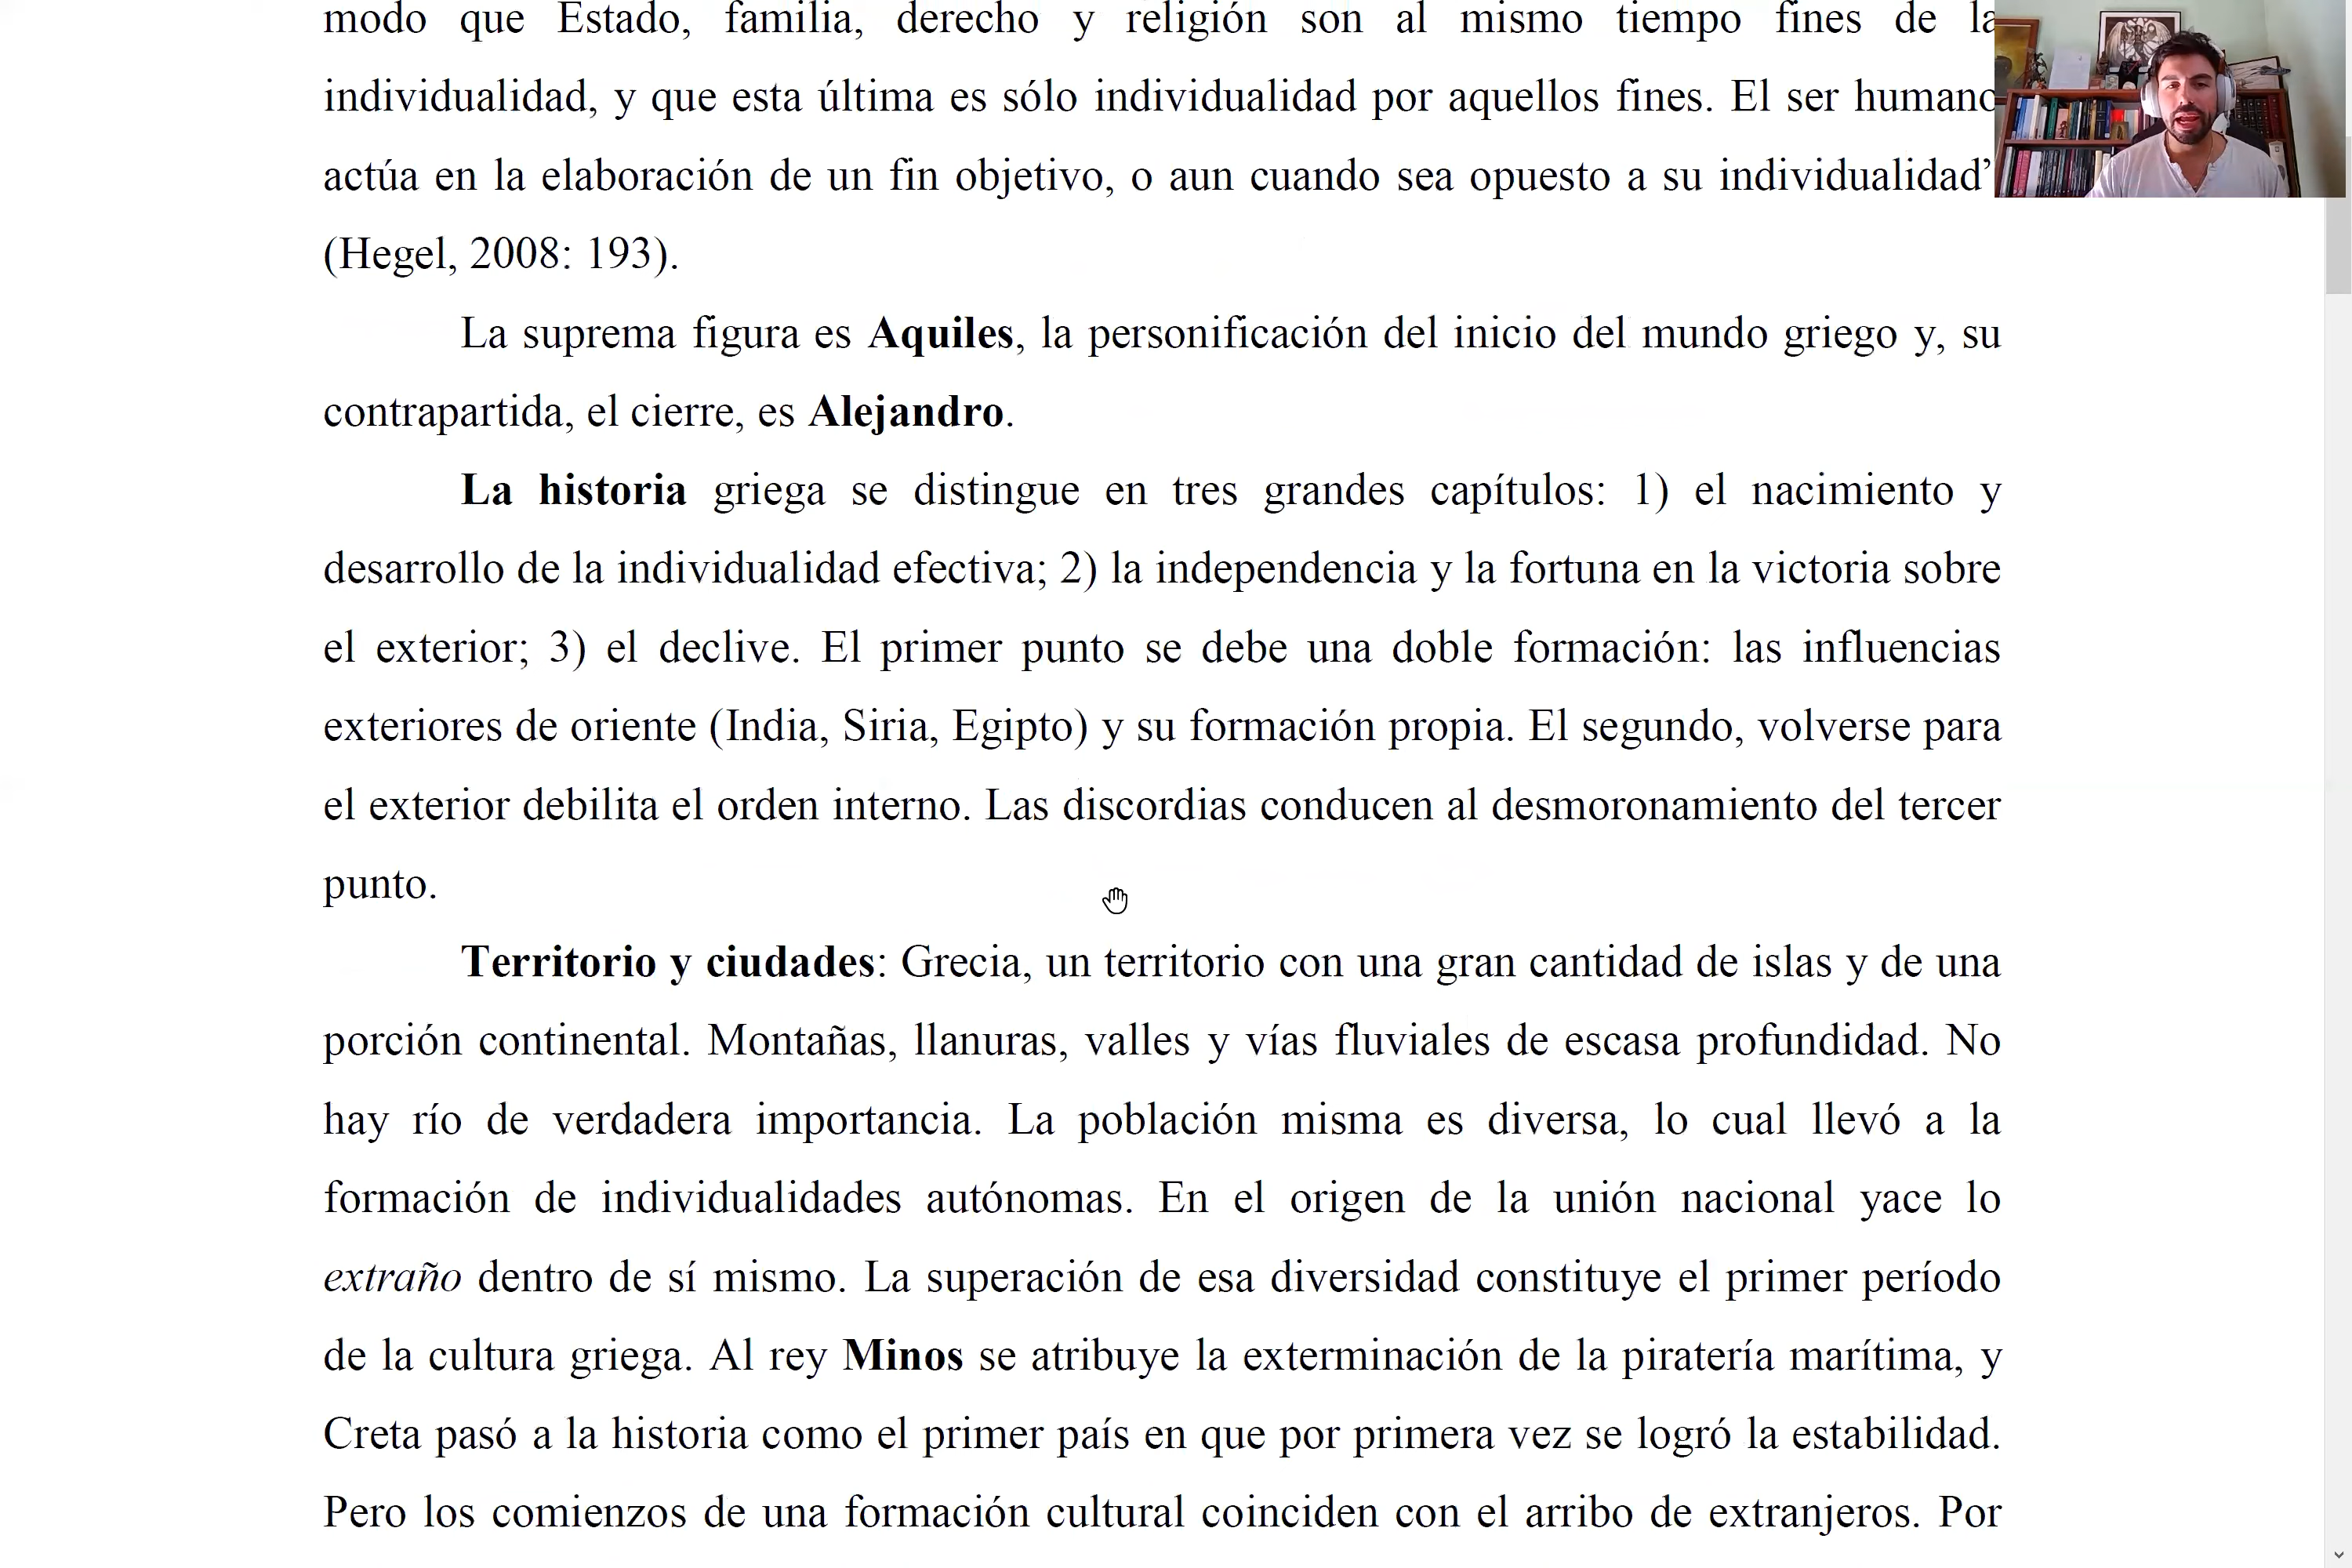 modo que Estado, familia, derecho y religión son al mismo tiempo fines de la
individualidad, y que esta última es sólo individualidad por aquellos fines. El ser humano
actúa en la elaboración de un fin objetivo, o aun cuando sea opuesto a su individualidad”
(Hegel, 2008: 193).
La suprema figura es Aquiles, la personificación del inicio del mundo griego y, su
contrapartida, el cierre, es Alejandro.
La historia griega se distingue en tres grandes capítulos: 1) el nacimiento y
desarrollo de la individualidad efectiva; 2) la independencia y la fortuna en la victoria sobre
el exterior; 3) el declive. El primer punto se debe una doble formación: las influencias
exteriores de oriente (India, Siria, Egipto) y su formación propia. El segundo, volverse para
el exterior debilita el orden interno. Las discordias conducen al desmoronamiento del tercer
punto.
Territorio y ciudades: Grecia, un territorio con una gran cantidad de islas y de una
porción continental. Montañas, llanuras, valles y vías fluviales de escasa profundidad. No
hay río de verdadera importancia. La población misma es diversa, lo cual llevó a la
formación de individualidades autónomas. En el origen de la unión nacional yace lo
extraño dentro de sí mismo. La superación de esa diversidad constituye el primer período
de la cultura griega. Al rey Minos se atribuye la exterminación de la piratería marítima, y
Creta pasó a la historia como el primer país en que por primera vez se logró la estabilidad.
Pero los comienzos de una formación cultural coinciden con el arribo de extranjeros. Por